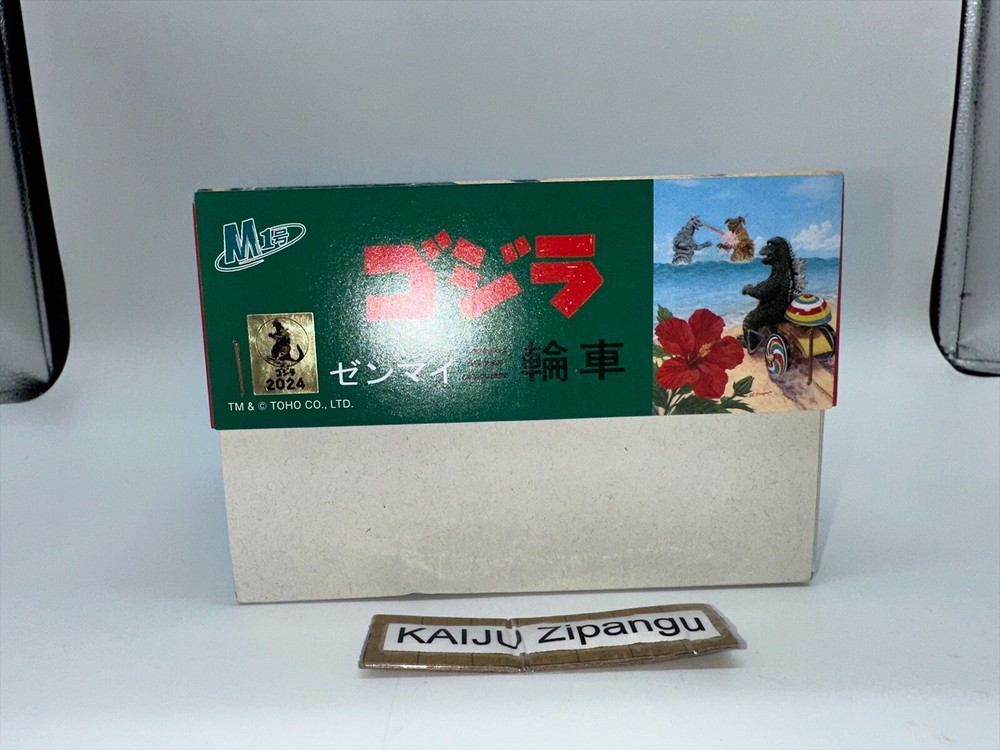 M1号
ゴジラ
ゴジラ
2024
ゼンマイ三輪車
TM & © TOHO CO., LTD.
KAIJU Zipangu